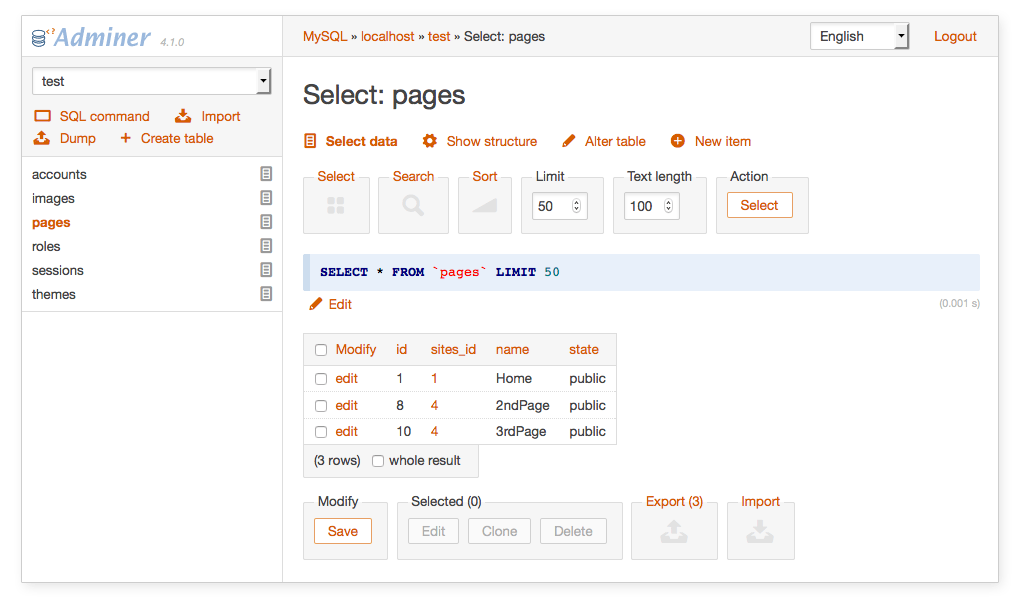 Adminer 4.1.0
MySQL » localhost » test » Select: pages
English
Logout
test
SQL command
Import
Dump
Create table
accounts
images
pages
roles
sessions
themes
Select: pages
Select data
Show structure
Alter table
New item
Select
Search
Sort
Limit
Text length
Action
50
100
Select
SELECT * FROM `pages` LIMIT 50
Edit
(0.001 s)
Modify id sites_id name state
edit 1 1 Home public
edit 8 4 2ndPage public
edit 10 4 3rdPage public
(3 rows) whole result
Modify
Selected (0)
Export (3)
Import
Save
Edit
Clone
Delete